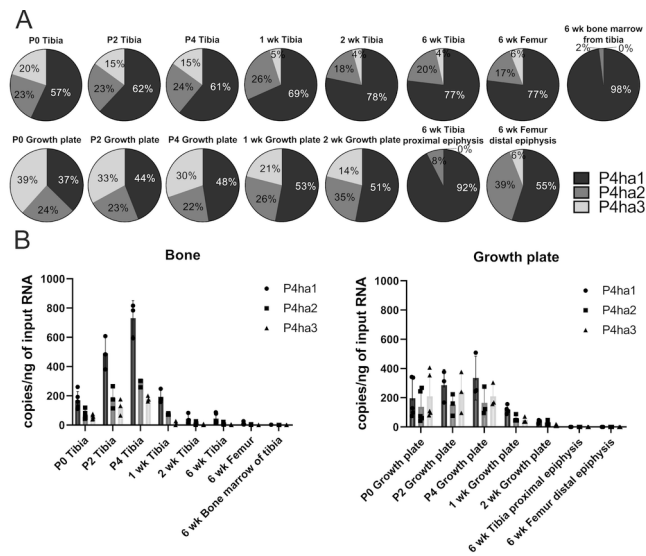 A
P0 Tibia
P2 Tibia
P4 Tibia
1 wk Tibia
2 wk Tibia
6 wk Tibia
6 wk Femur
6 wk bone marrow
from tibia
20%
23%
57%
15%
23%
62%
15%
24%
61%
5%
26%
69%
4%
18%
78%
4%
20%
77%
6%
17%
77%
2%
0%
98%
P0 Growth plate
P2 Growth plate
P4 Growth plate
1 wk Growth plate
2 wk Growth plate
6 wk Tibia
proximal epiphysis
6 wk Femur
distal epiphysis
39%
37%
24%
33%
44%
23%
30%
48%
22%
21%
53%
26%
14%
51%
35%
0%
8%
92%
6%
39%
55%
P4ha1
P4ha2
P4ha3
B
Bone
copies/ng of input RNA
1000
800
600
400
200
0
P4ha1
P4ha2
P4ha3
P0 Tibia
P2 Tibia
P4 Tibia
1 wk Tibia
2 wk Tibia
6 wk Tibia
6 wk Femur
6 wk Bone marrow of tibia
Growth plate
copies/ng of input RNA
1000
800
600
400
200
0
P4ha1
P4ha2
P4ha3
P0 Growth plate
P2 Growth plate
P4 Growth plate
1 wk Growth plate
2 wk Growth plate
6 wk Tibia proximal epiphysis
6 wk Femur distal epiphysis